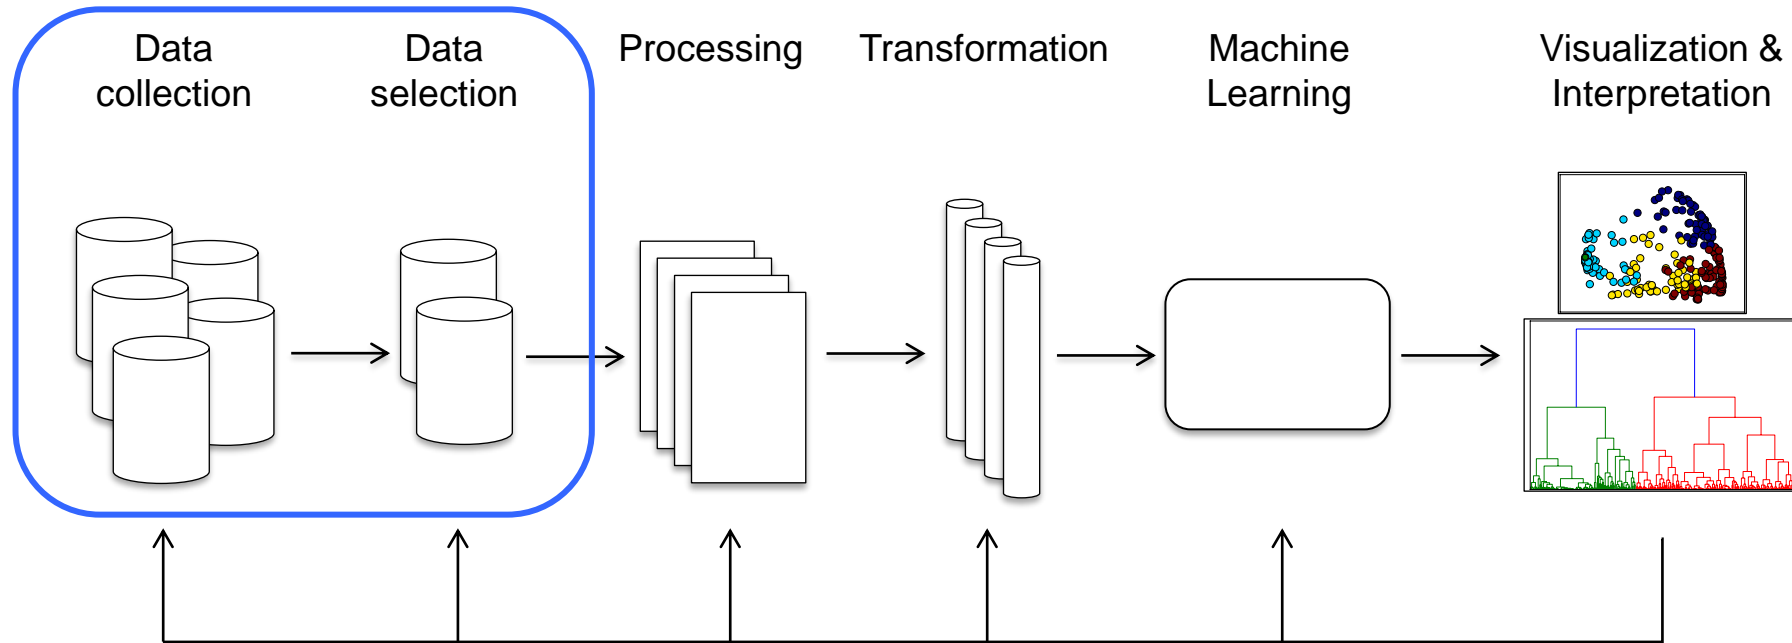 Data
collection
Data
selection
Processing
Transformation
Machine
Learning
Visualization &
Interpretation